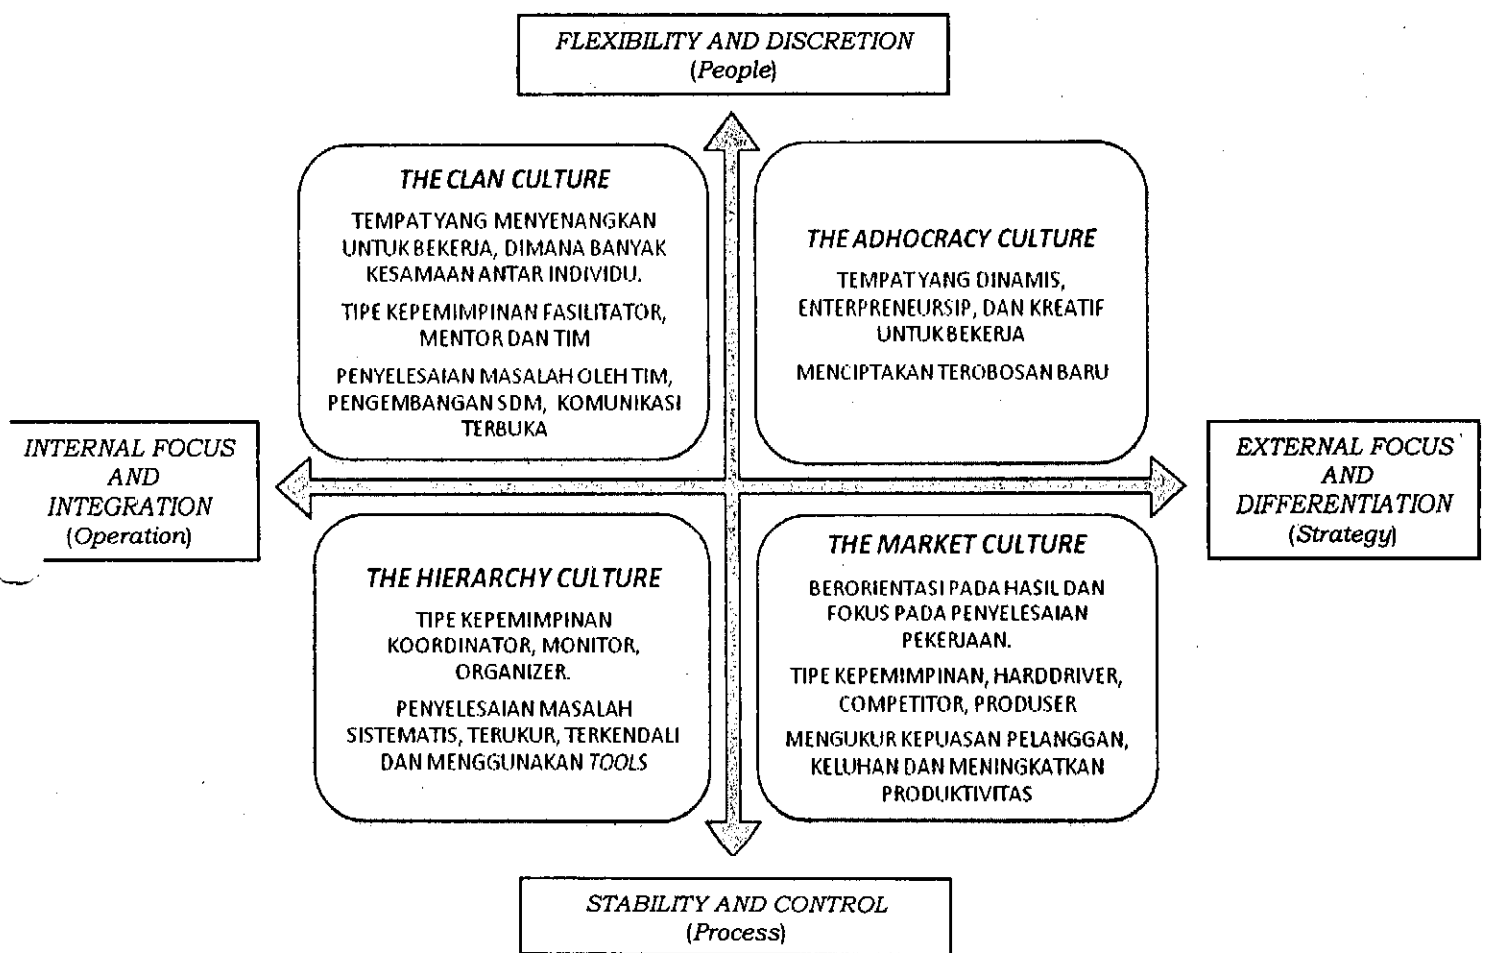 FLEXIBILITY AND DISCRETION
(People)
THE CLAN CULTURE
TEMPAT YANG MENYENANGKAN
UNTUK BEKERJA, DIMANA BANYAK
KESAMAAN ANTAR INDIVIDU.
TIPE KEPEMIMPINAN FASILITATOR,
MENTOR DAN TIM
PENYELESAIAN MASALAH OLEH TIM,
PENGEMBANGAN SDM, KOMUNIKASI
TERBUKA
THE ADHOCRACY CULTURE
TEMPAT YANG DINAMIS,
ENTERPRENEURSIP, DAN KREATIF
UNTUK BEKERJA
MENCIPTAKAN TEROBOSAN BARU
INTERNAL FOCUS
AND
INTEGRATION
(Operation)
EXTERNAL FOCUS
AND
DIFFERENTIATION
(Strategy)
THE HIERARCHY CULTURE
TIPE KEPEMIMPINAN
KOORDINATOR, MONITOR,
ORGANIZER.
PENYELESAIAN MASALAH
SISTEMATIS, TERUKUR, TERKENDALI
DAN MENGGUNAKAN TOOLS
THE MARKET CULTURE
BERORIENTASI PADA HASIL DAN
FOKUS PADA PENYELESAIAN
PEKERJAAN.
TIPE KEPEMIMPINAN, HARDDRIVER,
COMPETITOR, PRODUSER
MENGUKUR KEPUASAN PELANGGAN,
KELUHAN DAN MENINGKATKAN
PRODUKTIVITAS
STABILITY AND CONTROL
(Process)